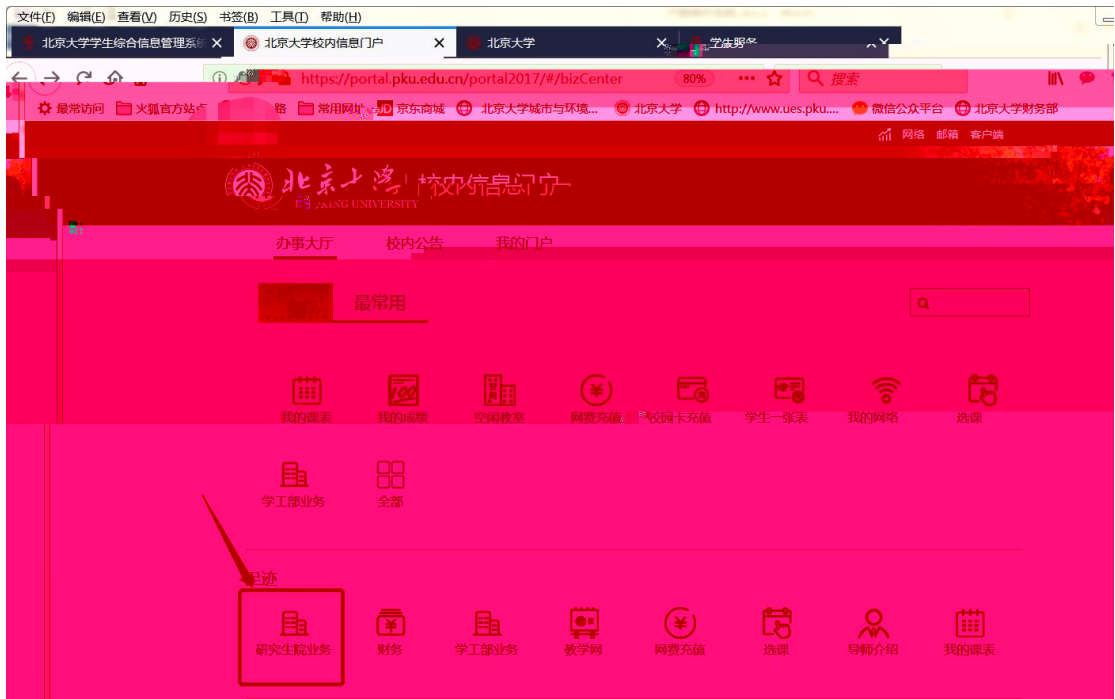 文件(F) 编辑(E) 查看(V) 历史(S) 书签(B) 工具(T) 帮助(H)
北京大学学生综合信息管理系统 北京大学校内信息门户 北京大学
https://portal.pku.edu.cn/portal2017/#/bizCenter 80% 搜索
最常访问 火狐官方站点 常用网址 京东商城 北京大学城市与环境... 北京大学 http://www.ues.pku.... 微信公众平台 北京大学财务部
网络 邮箱 客户端
北京大学 校内信息门户
PEKING UNIVERSITY
办事大厅 校内公告 我的门户
最常用
我的课表 我的成绩 空闲教室 网费充值 校园卡充值 学生一张表 我的网络 选课
学工部业务 全部
足迹
研究生院业务 财务 学工部业务 教学网 网费充值 选课 导师介绍 我的课表